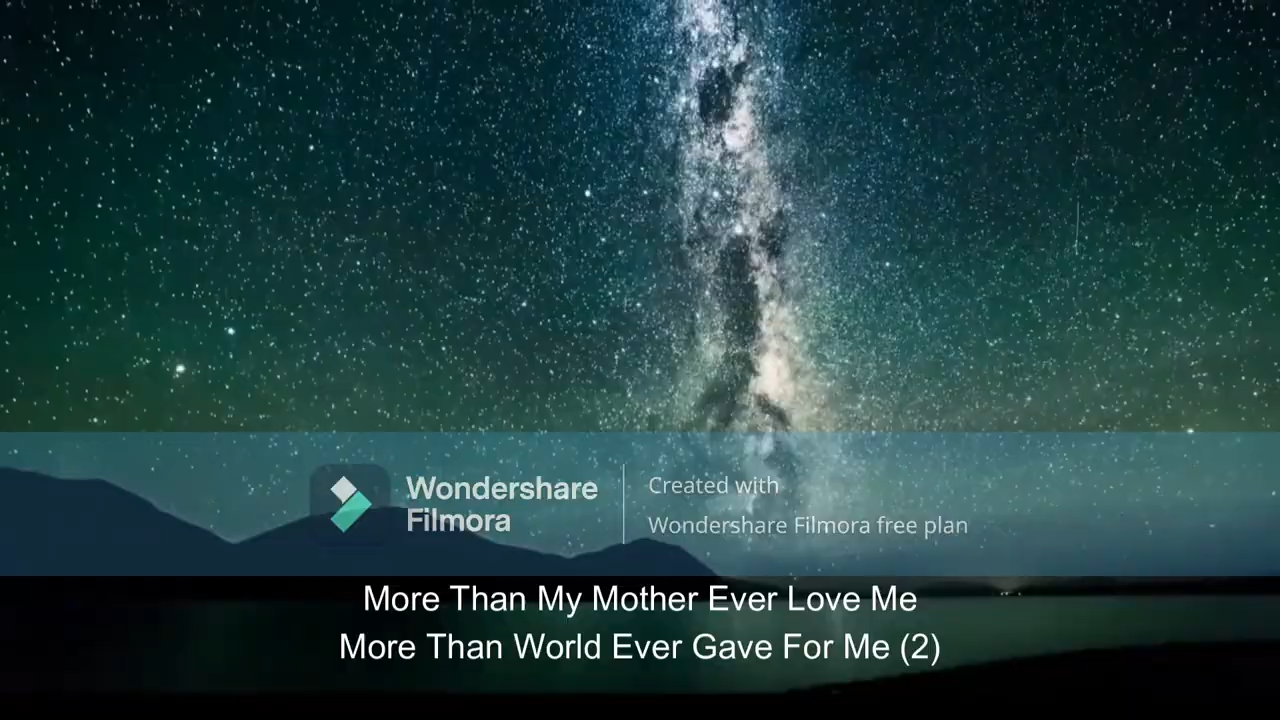 Wondershare
Filmora
Created with
Wondershare Filmora free plan
More Than My Mother Ever Love Me
More Than World Ever Gave For Me (2)